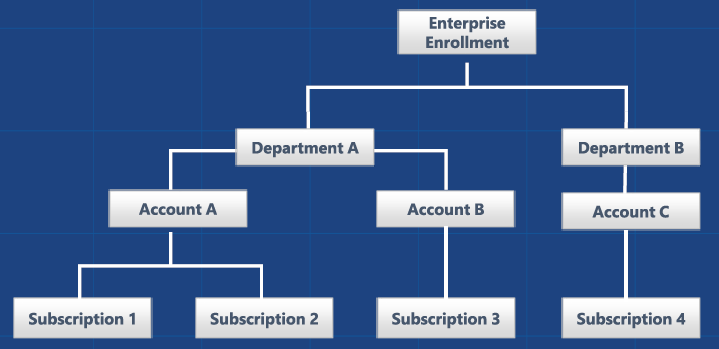 Enterprise
Enrollment
Department A
Department B
Account A
Account B
Account C
Subscription 1
Subscription 2
Subscription 3
Subscription 4